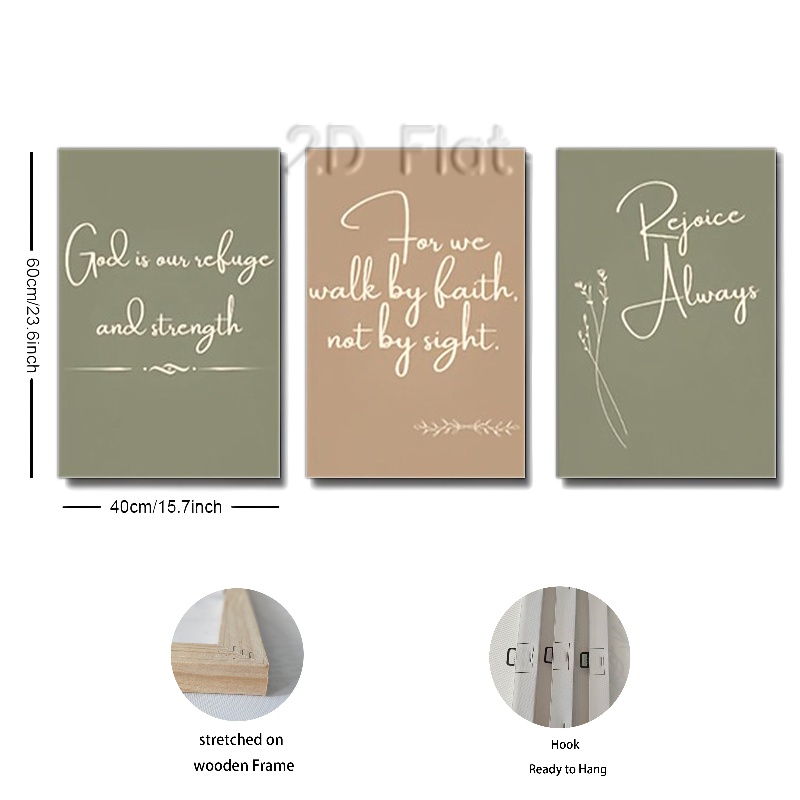 2D Flat
God is our refuge
and strength
For we
walk by faith,
not by sight.
Rejoice
Always
60cm/23.6inch
40cm/15.7inch
stretched on
wooden Frame
Hook
Ready to Hang